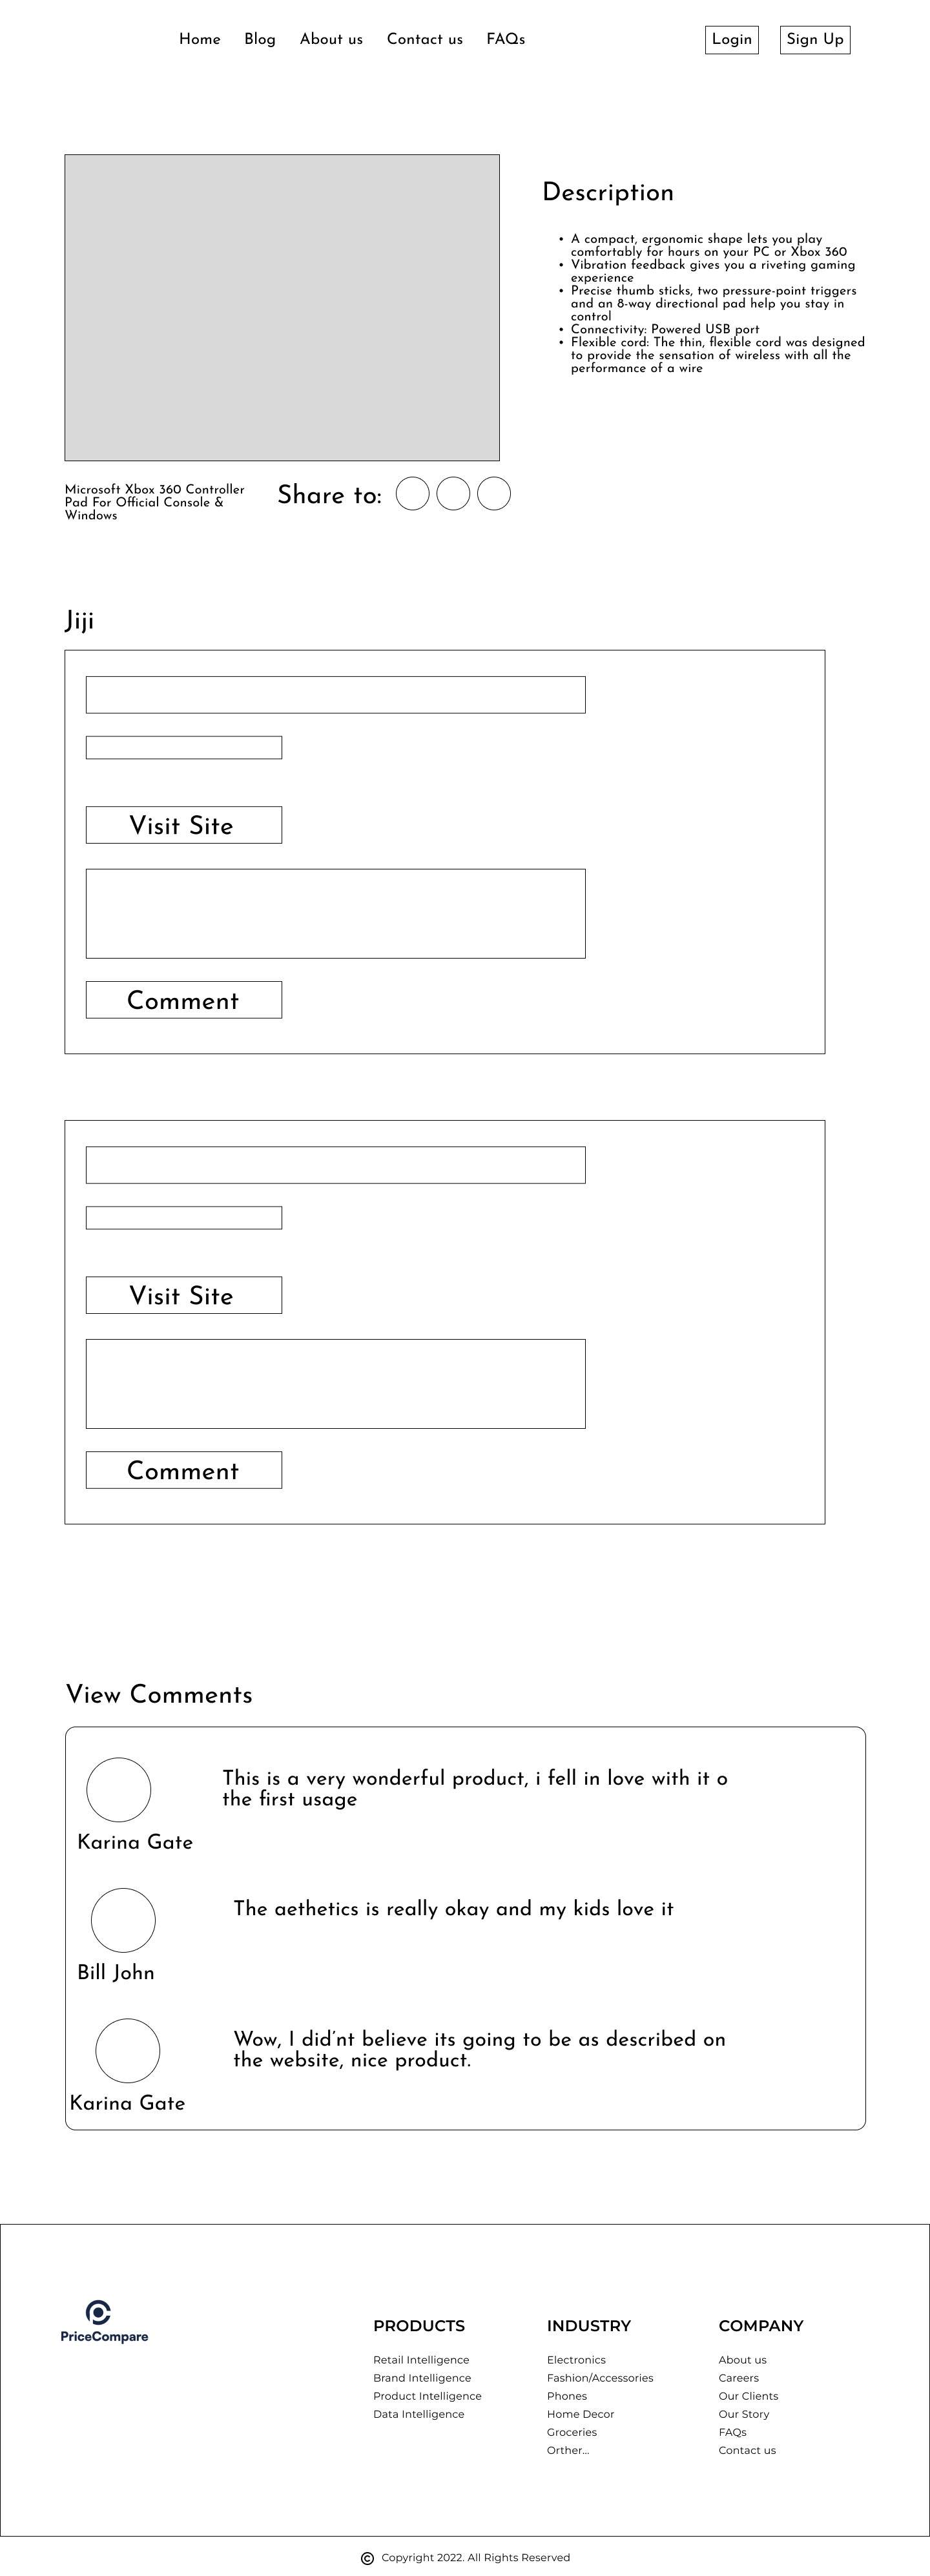 Home Blog About us Contact us FAQs Login Sign Up
Description
• A compact, ergonomic shape lets you play
comfortably for hours on your PC or Xbox 360
• Vibration feedback gives you a riveting gaming
experience
• Precise thumb sticks, two pressure-point triggers
and an 8-way directional pad help you stay in
control
• Connectivity: Powered USB port
• Flexible cord: The thin, flexible cord was designed
to provide the sensation of wireless with all the
performance of a wire
Microsoft Xbox 360 Controller
Pad For Official Console &
Windows
Share to:
Jiji
Visit Site
Comment
Visit Site
Comment
View Comments
This is a very wonderful product, i fell in love with it o
the first usage
Karina Gate
The aethetics is really okay and my kids love it
Bill John
Wow, I did'nt believe its going to be as described on
the website, nice product.
Karina Gate
PriceCompare
PRODUCTS
Retail Intelligence
Brand Intelligence
Product Intelligence
Data Intelligence
INDUSTRY
Electronics
Fashion/Accessories
Phones
Home Decor
Groceries
Orther...
COMPANY
About us
Careers
Our Clients
Our Story
FAQs
Contact us
© Copyright 2022. All Rights Reserved